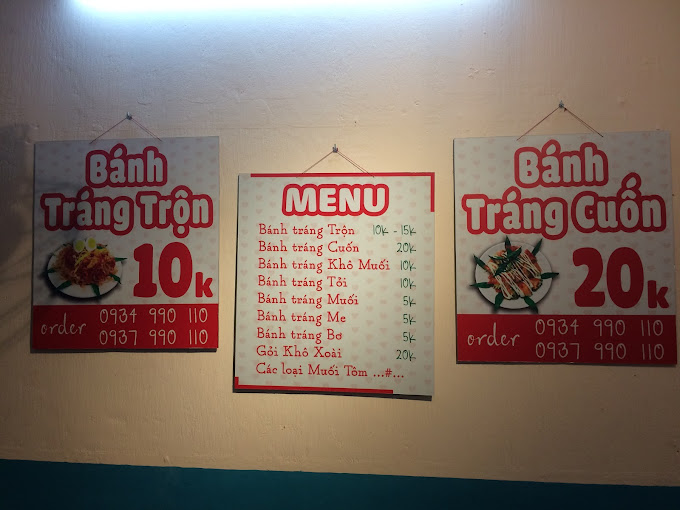 Bánh
Tráng Trộn
10k
order 0934 990 110
0937 990 110
MENU
Bánh tráng Trộn 10k - 15k
Bánh tráng Cuốn 20k
Bánh tráng Khô Muối 10k
Bánh tráng Tỏi 10k
Bánh tráng Muối 5k
Bánh tráng Me 5k
Bánh tráng Bơ 5k
Gỏi Khô Xoài 20k
Các loại Muối Tôm ...#...
Bánh
Tráng Cuốn
20k
order 0934 990 110
0937 990 110